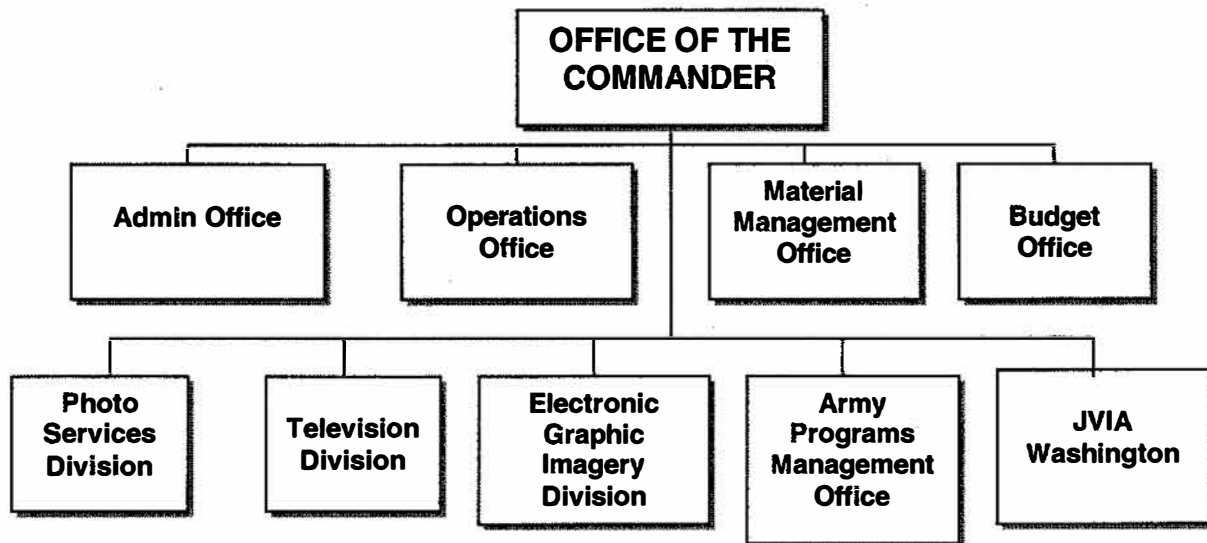 OFFICE OF THE
COMMANDER
Admin Office
Operations
Office
Material
Management
Office
Budget
Office
Photo
Services
Division
Television
Division
Electronic
Graphic
Imagery
Division
Army
Programs
Management
Office
JVIA
Washington